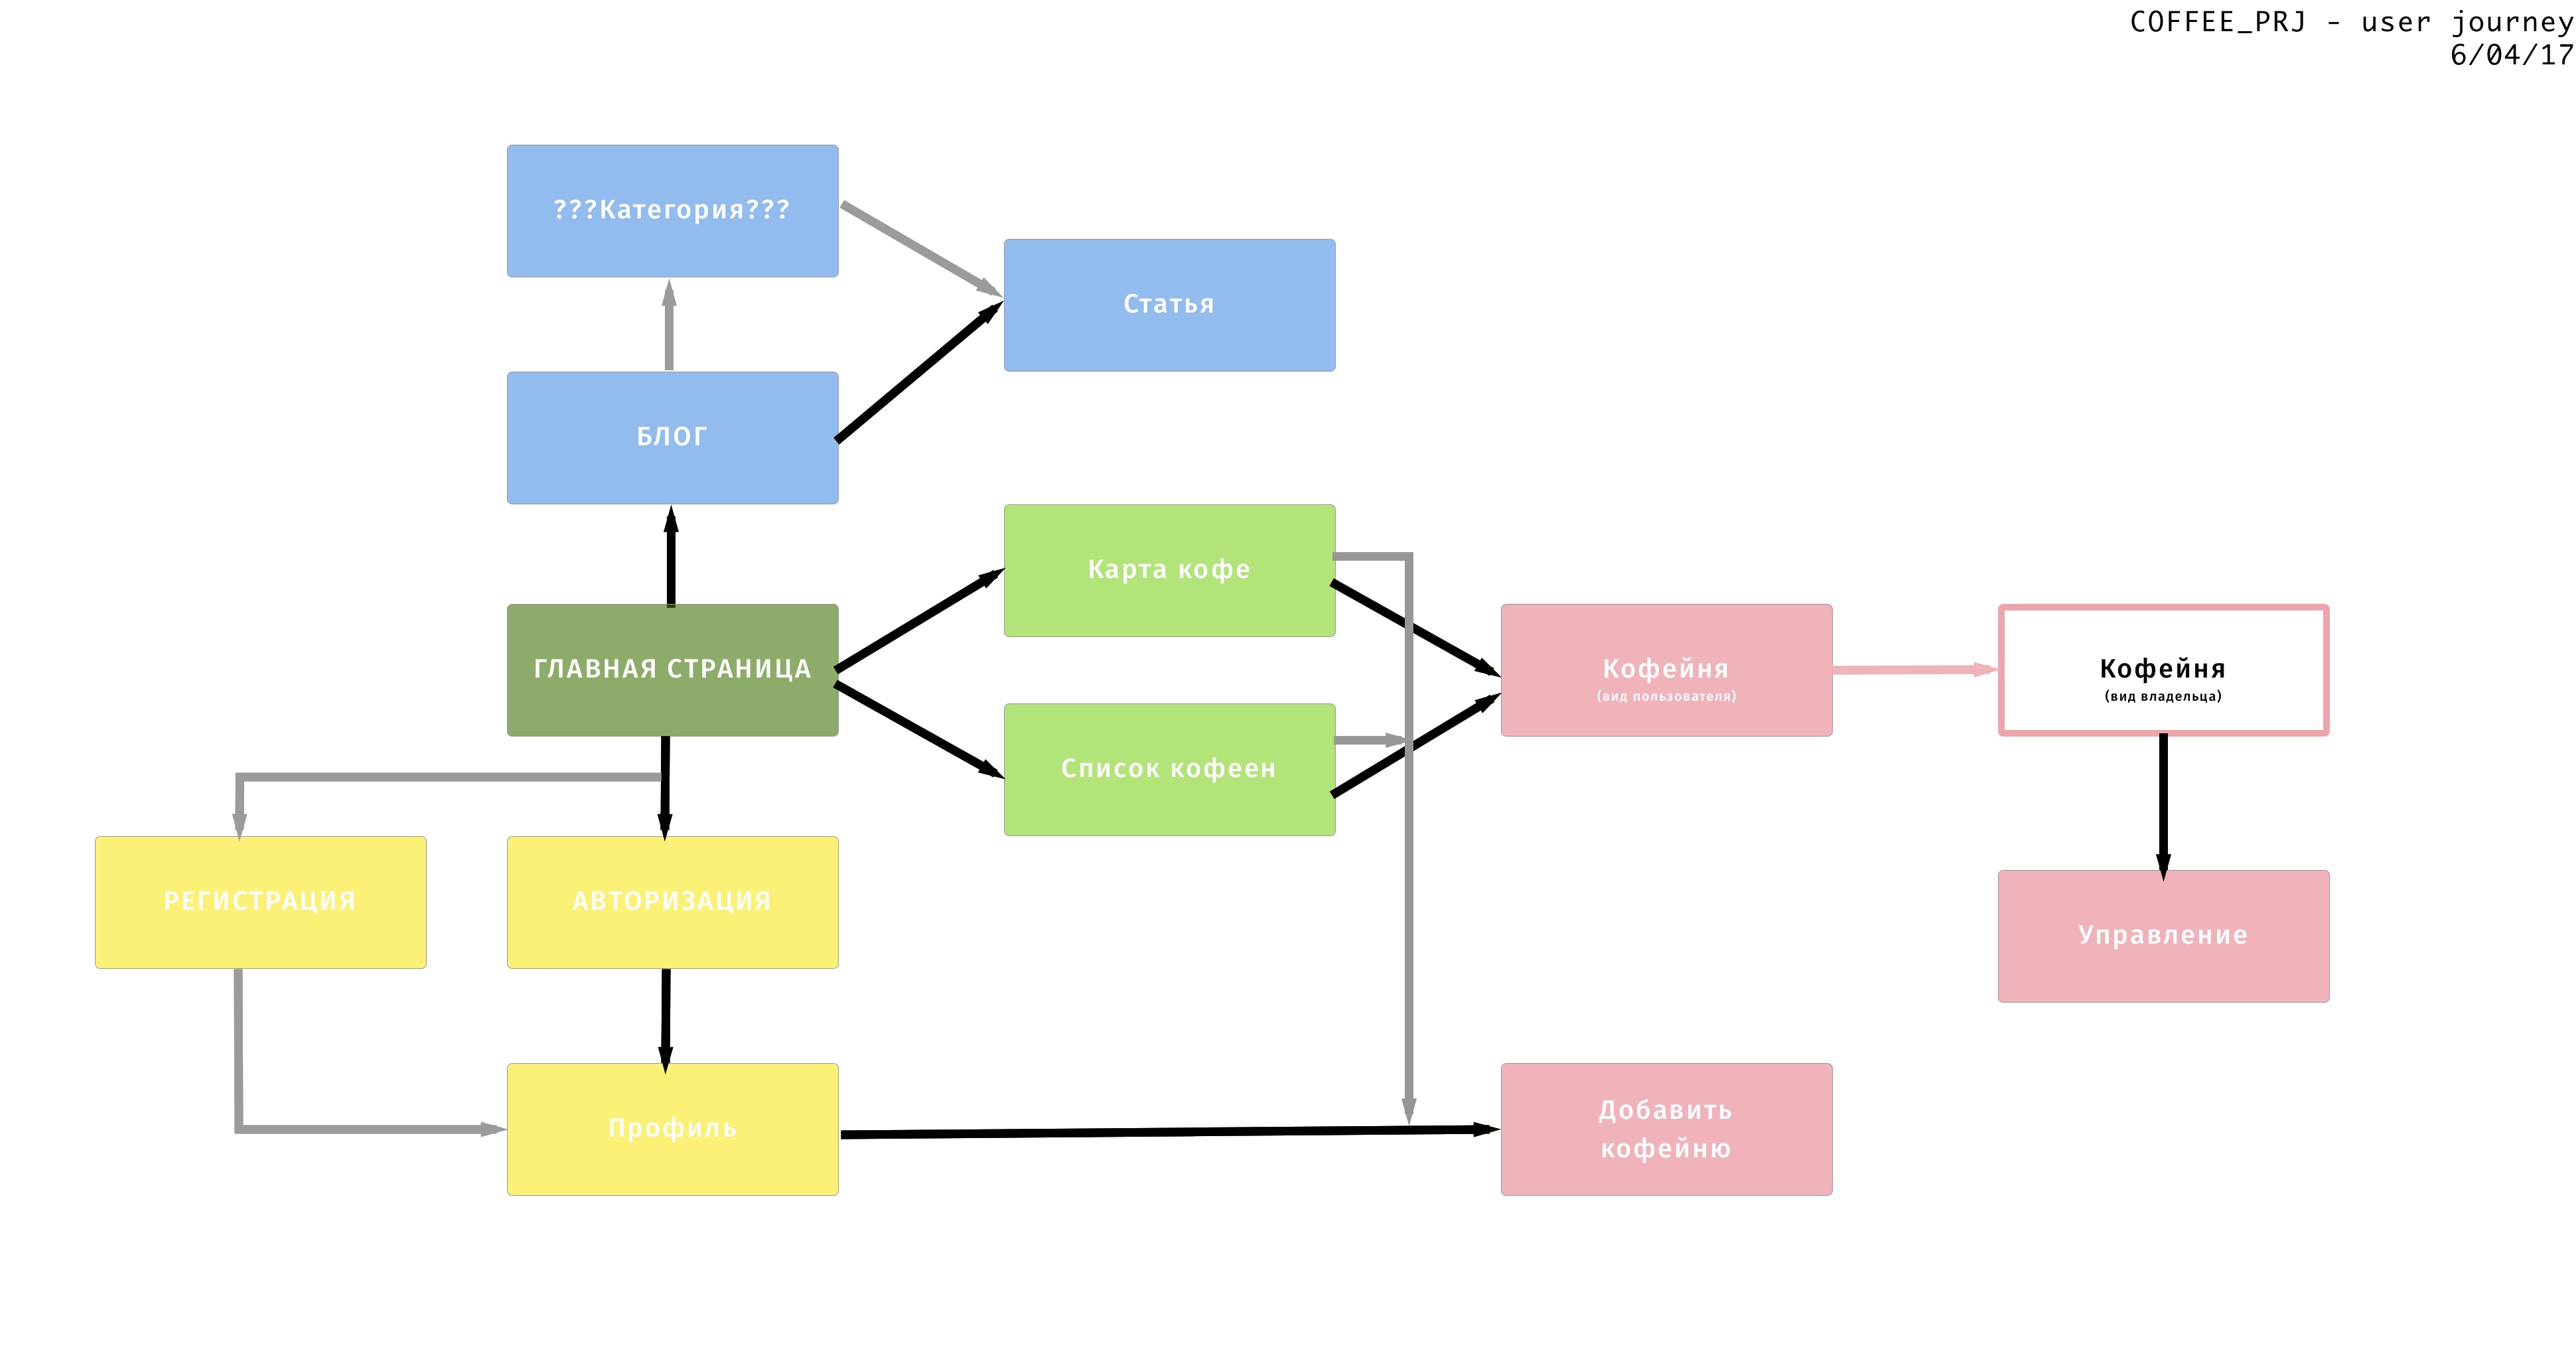 COFFEE_PRJ - user journey
6/04/17
???Категория???
Статья
БЛОГ
Карта кофе
ГЛАВНАЯ СТРАНИЦА
Кофейня
(вид пользователя)
Кофейня
(вид владельца)
Список кофеен
РЕГИСТРАЦИЯ
АВТОРИЗАЦИЯ
Управление
Профиль
Добавить
кофейню